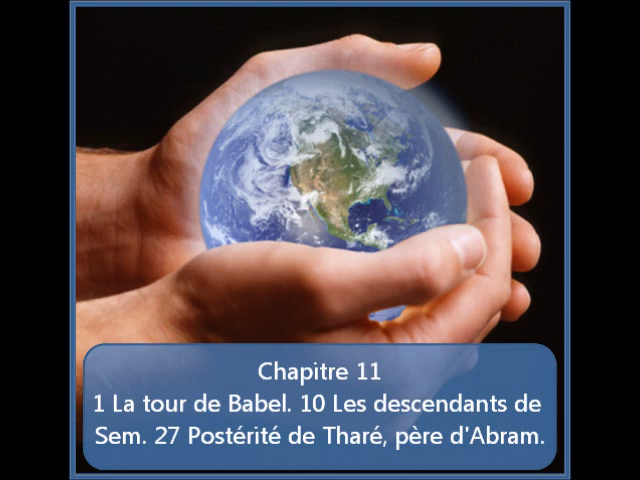 Chapitre 11
1 La tour de Babel. 10 Les descendants de
Sem. 27 Postérité de Tharé, père d'Abram.